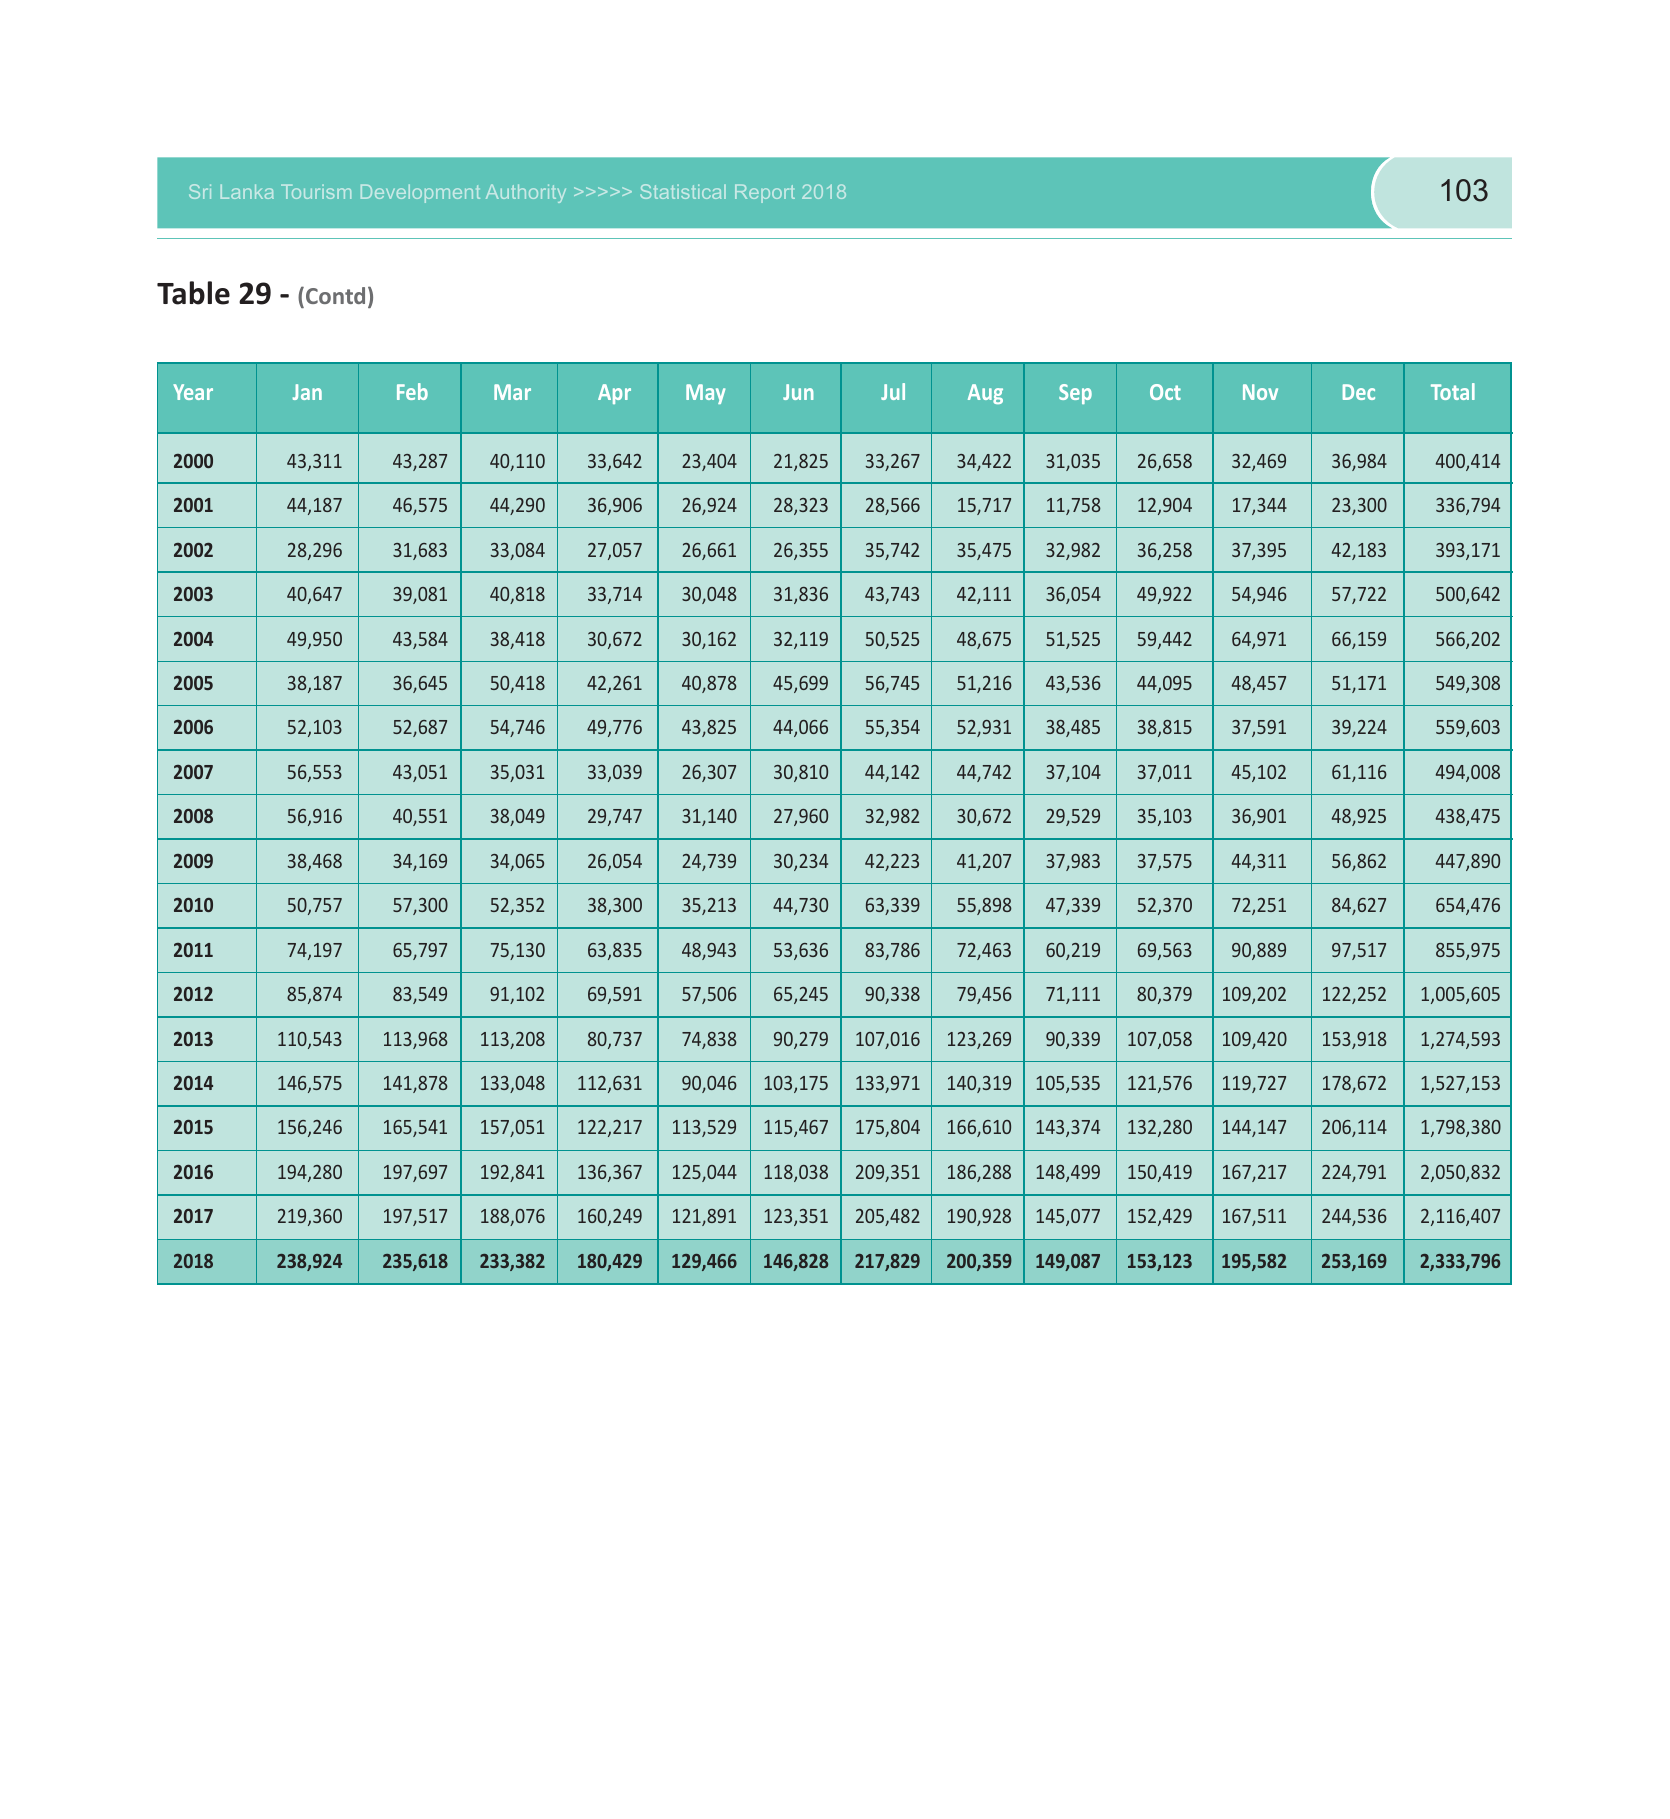 Sri Lanka Tourism Development Authority >>>>> Statistical Report 2018 103
Table 29 - (Contd)
Year Jan Feb Mar Apr May Jun Jul Aug Sep Oct Nov Dec Total
2000 43,311 43,287 40,110 33,642 23,404 21,825 33,267 34,422 31,035 26,658 32,469 36,984 400,414
2001 44,187 46,575 44,290 36,906 26,924 28,323 28,566 15,717 11,758 12,904 17,344 23,300 336,794
2002 28,296 31,683 33,084 27,057 26,661 26,355 35,742 35,475 32,982 36,258 37,395 42,183 393,171
2003 40,647 39,081 40,818 33,714 30,048 31,836 43,743 42,111 36,054 49,922 54,946 57,722 500,642
2004 49,950 43,584 38,418 30,672 30,162 32,119 50,525 48,675 51,525 59,442 64,971 66,159 566,202
2005 38,187 36,645 50,418 42,261 40,878 45,699 56,745 51,216 43,536 44,095 48,457 51,171 549,308
2006 52,103 52,687 54,746 49,776 43,825 44,066 55,354 52,931 38,485 38,815 37,591 39,224 559,603
2007 56,553 43,051 35,031 33,039 26,307 30,810 44,142 44,742 37,104 37,011 45,102 61,116 494,008
2008 56,916 40,551 38,049 29,747 31,140 27,960 32,982 30,672 29,529 35,103 36,901 48,925 438,475
2009 38,468 34,169 34,065 26,054 24,739 30,234 42,223 41,207 37,983 37,575 44,311 56,862 447,890
2010 50,757 57,300 52,352 38,300 35,213 44,730 63,339 55,898 47,339 52,370 72,251 84,627 654,476
2011 74,197 65,797 75,130 63,835 48,943 53,636 83,786 72,463 60,219 69,563 90,889 97,517 855,975
2012 85,874 83,549 91,102 69,591 57,506 65,245 90,338 79,456 71,111 80,379 109,202 122,252 1,005,605
2013 110,543 113,968 113,208 80,737 74,838 90,279 107,016 123,269 90,339 107,058 109,420 153,918 1,274,593
2014 146,575 141,878 133,048 112,631 90,046 103,175 133,971 140,319 105,535 121,576 119,727 178,672 1,527,153
2015 156,246 165,541 157,051 122,217 113,529 115,467 175,804 166,610 143,374 132,280 144,147 206,114 1,798,380
2016 194,280 197,697 192,841 136,367 125,044 118,038 209,351 186,288 148,499 150,419 167,217 224,791 2,050,832
2017 219,360 197,517 188,076 160,249 121,891 123,351 205,482 190,928 145,077 152,429 167,511 244,536 2,116,407
2018 238,924 235,618 233,382 180,429 129,466 146,828 217,829 200,359 149,087 153,123 195,582 253,169 2,333,796